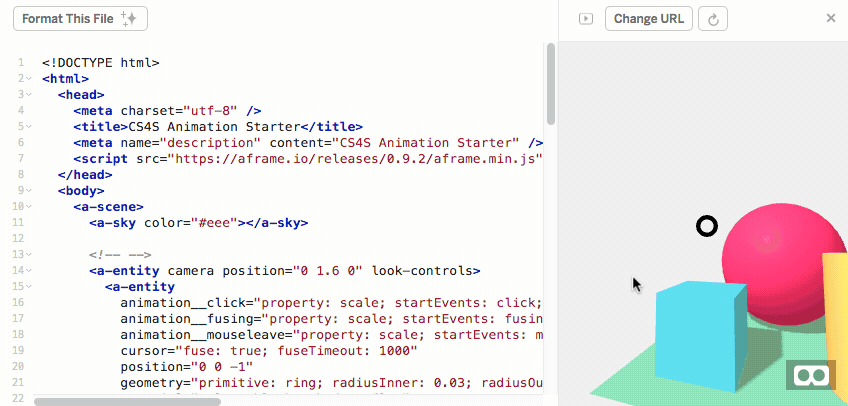 Format This File
Change URL
1 <!DOCTYPE html>
2 <html>
3 <head>
4 <meta charset="utf-8" />
5 <title>CS4S Animation Starter</title>
6 <meta name="description" content="CS4S Animation Starter" />
7 <script src="https://aframe.io/releases/0.9.2/aframe.min.js"
8 </head>
9 <body>
10 <a-scene>
11 <a-sky color="#eee"></a-sky>
12
13 <!-- -->
14 <a-entity camera position="0 1.6 0" look-controls>
15 <a-entity
16 animation__click="property: scale; startEvents: click;
17 animation__fusing="property: scale; startEvents: fusin
18 animation__mouseleave="property: scale; startEvents: m
19 cursor="fuse: true; fuseTimeout: 1000"
20 position="0 0 -1"
21 geometry="primitive: ring; radiusInner: 0.03; radiusOu
22